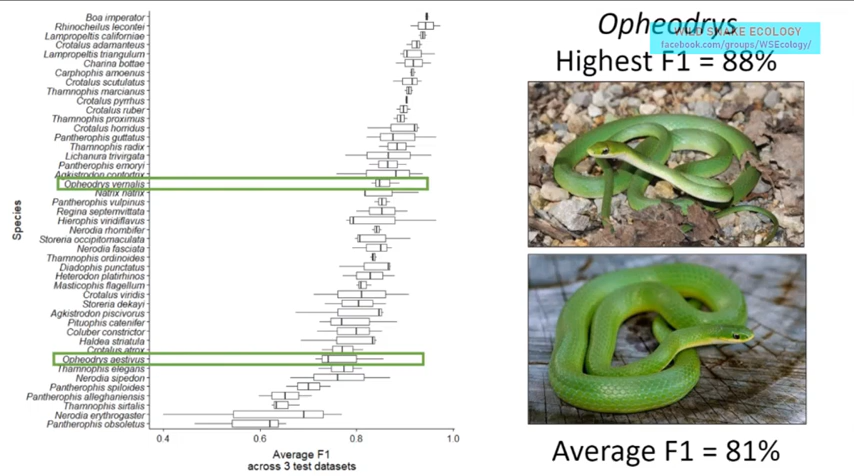 Opheodrys
WILD SNAKE ECOLOGY
facebook.com/groups/WSEcology/
Highest F1 = 88%
Species
Boa imperator
Rhinocheilus lecontei
Lampropeltis californiae
Crotalus adamanteus
Lampropeltis triangulum
Charina bottae
Carphophis amoenus
Crotalus scutulatus
Thamnophis marcianus
Crotalus pyrrhus
Crotalus ruber
Thamnophis proximus
Crotalus horridus
Pantherophis guttatus
Thamnophis radix
Lichanura trivirgata
Pantherophis emoryi
Agkistrodon contortrix
Opheodrys vernalis
Natrix natrix
Pantherophis vulpinus
Regina septemvittata
Hierophis viridiflavus
Nerodia rhombifer
Storeria occipitomaculata
Nerodia fasciata
Thamnophis ordinoides
Diadophis punctatus
Heterodon platirhinos
Masticophis flagellum
Crotalus viridis
Storeria dekayi
Agkistrodon piscivorus
Pituophis catenifer
Coluber constrictor
Haldea striatula
Crotalus atrox
Opheodrys aestivus
Thamnophis elegans
Nerodia sipedon
Pantherophis spiloides
Pantherophis alleghaniensis
Thamnophis sirtalis
Nerodia erythrogaster
Pantherophis obsoletus
0.4 0.6 0.8 1.0
Average F1
across 3 test datasets
Average F1 = 81%